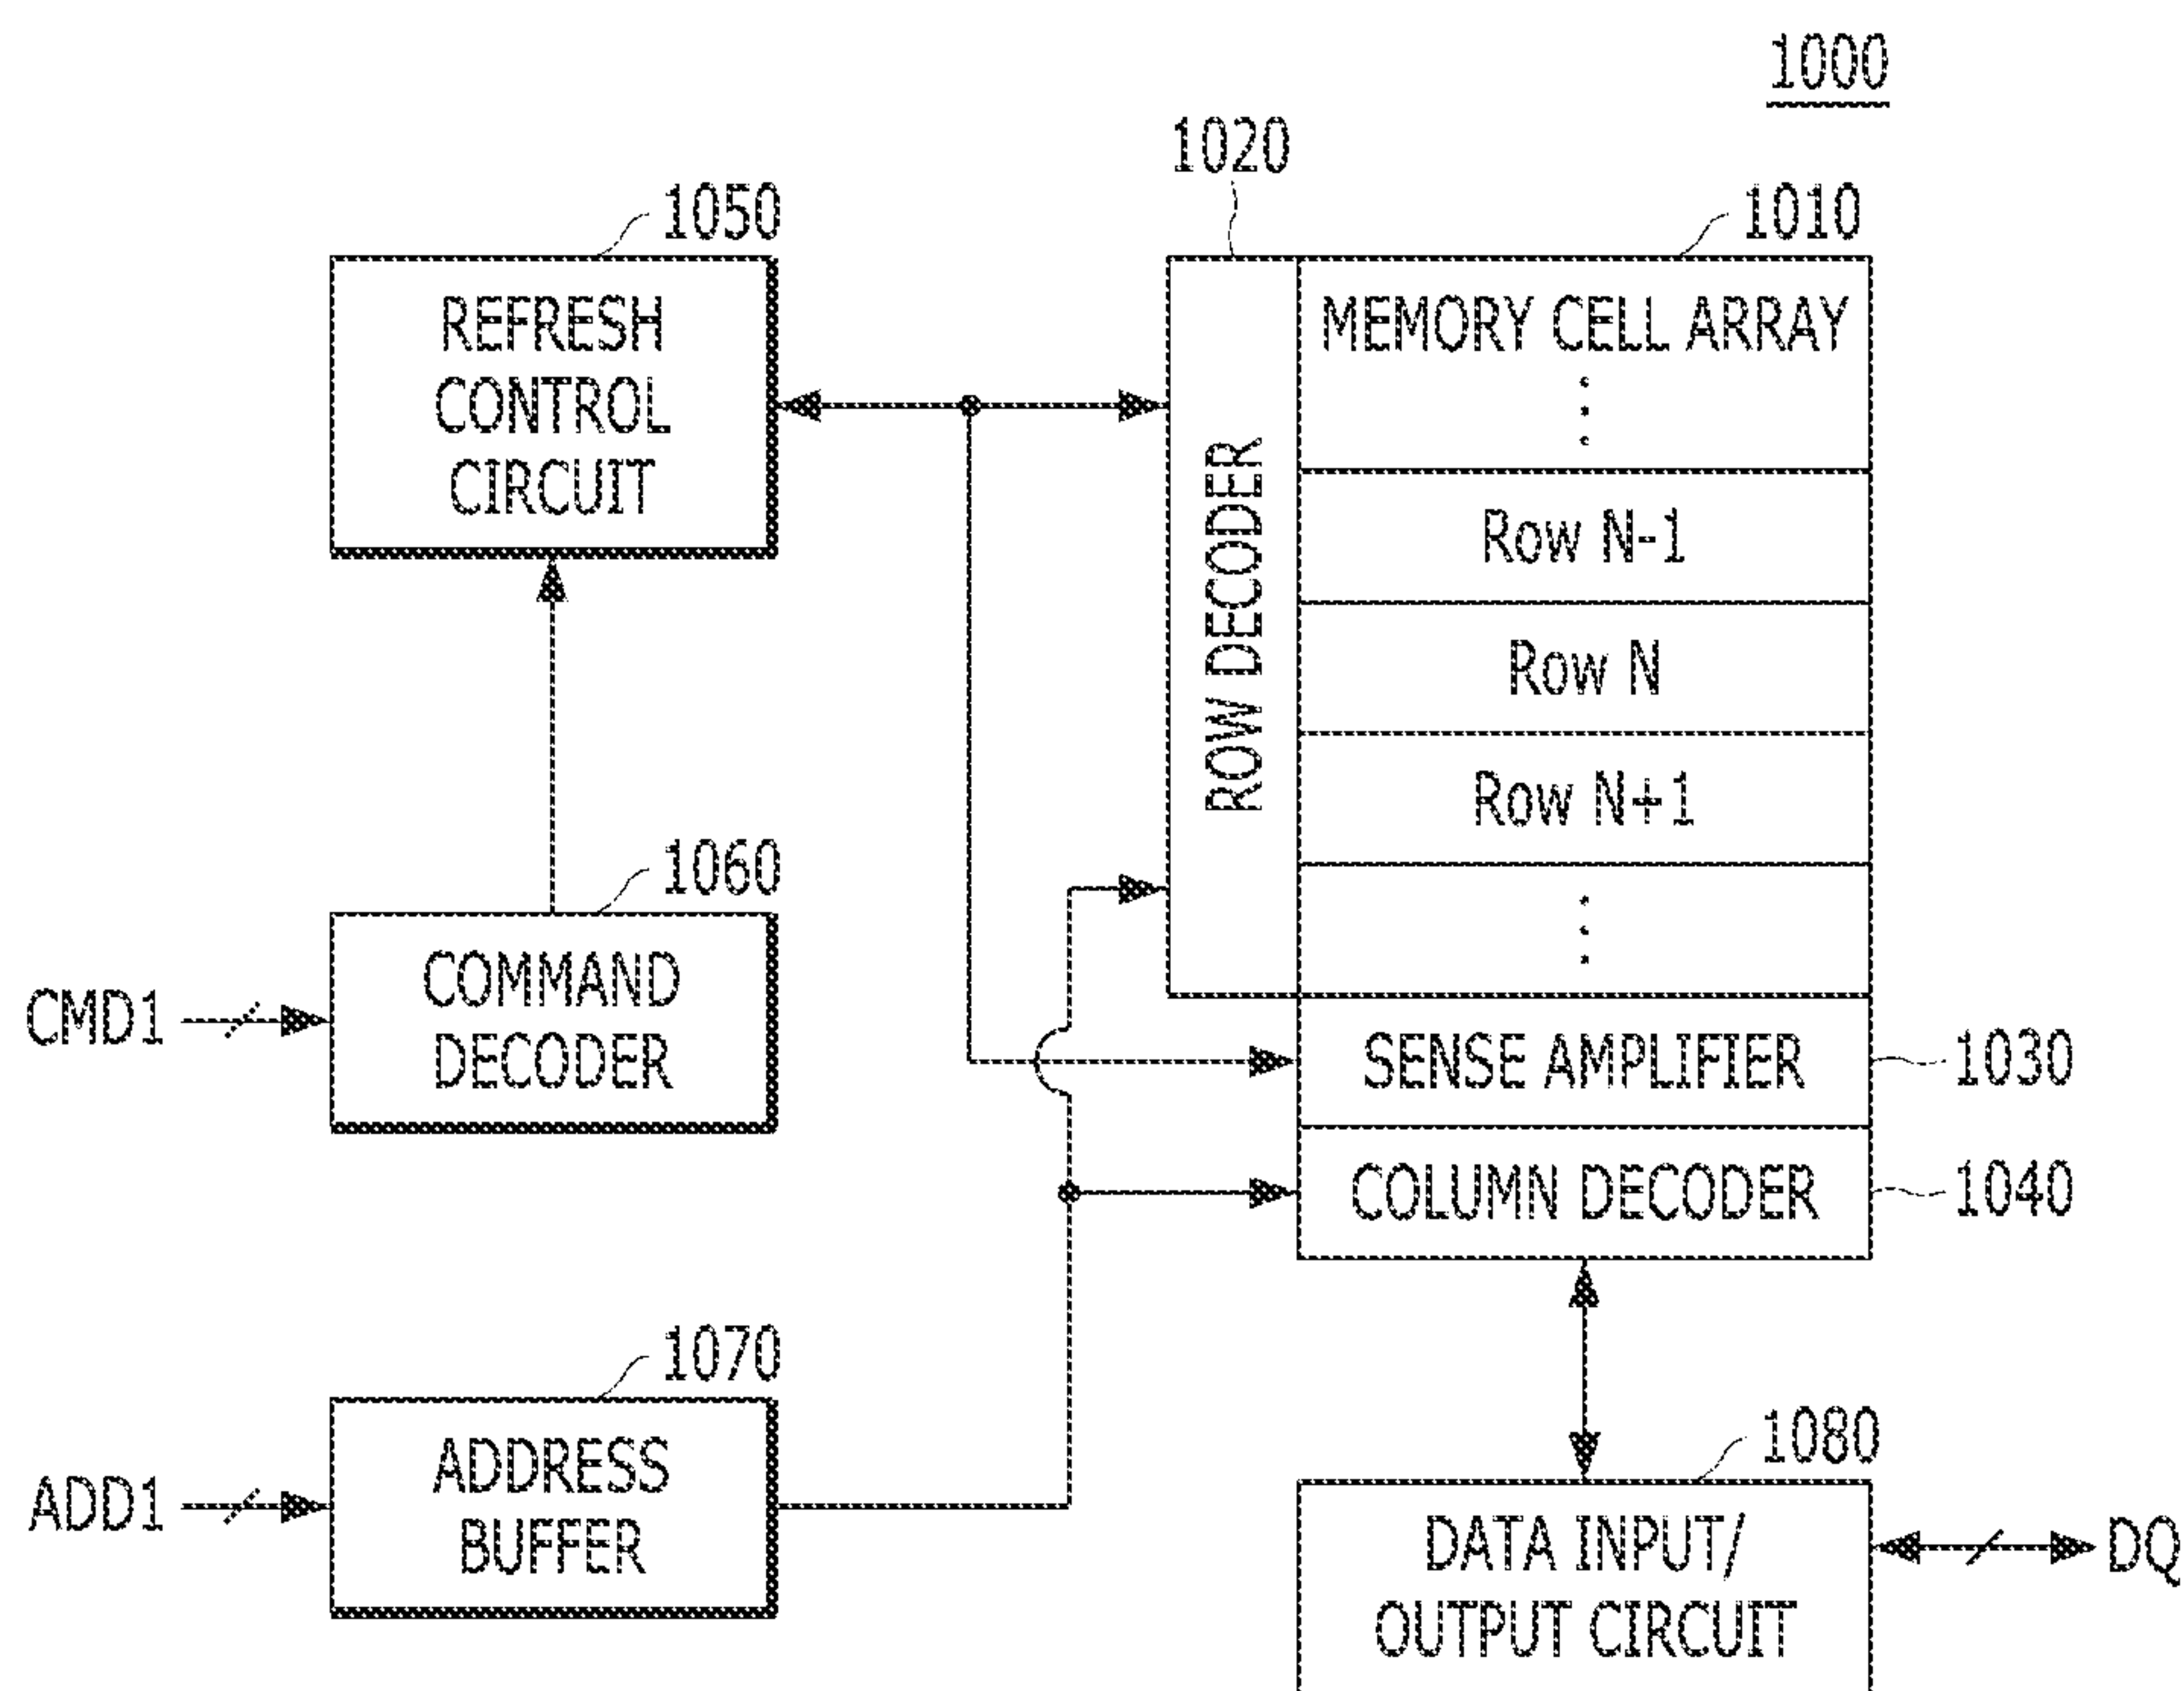 1000
1020
1050
1010
REFRESH
CONTROL
CIRCUIT
MEMORY CELL ARRAY
ROW DECODER
Row N-1
Row N
Row N+1
1060
COMMAND
DECODER
CMD1
SENSE AMPLIFIER
1030
COLUMN DECODER
1040
1070
ADDRESS
BUFFER
ADD1
1080
DATA INPUT/
OUTPUT CIRCUIT
DQ